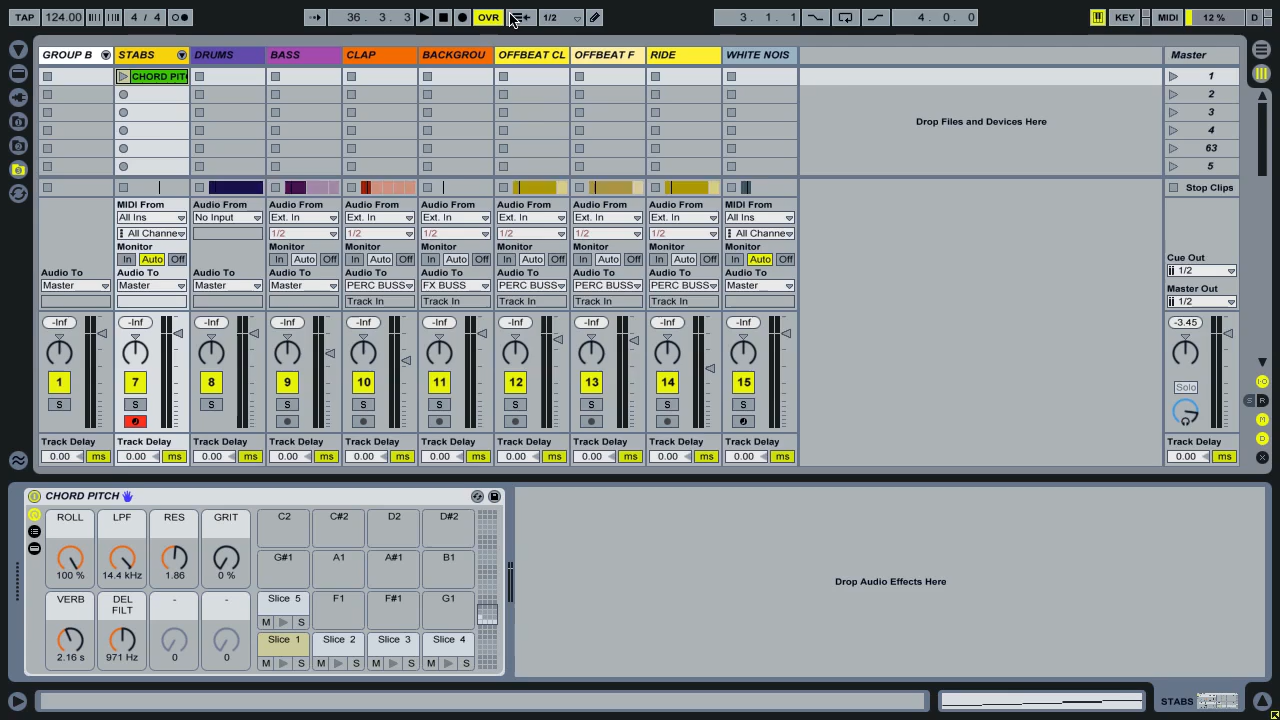 TAP 124.00 4 / 4 36. 3. 3 OVR 1/2 3. 1. 1 4. 0. 0 KEY MIDI 12 % D
GROUP B STABS DRUMS BASS CLAP BACKGROU OFFBEAT CL OFFBEAT F RIDE WHITE NOIS Master
CHORD PIT 1
2
3
Drop Files and Devices Here
4
63
5
Stop Clips
MIDI From Audio From Audio From Audio From Audio From Audio From Audio From Audio From MIDI From
All Ins No Input Ext. In Ext. In Ext. In Ext. In Ext. In Ext. In All Ins
All Channe 1/2 1/2 1/2 1/2 1/2 1/2 All Channe
Monitor Monitor Monitor Monitor Monitor Monitor Monitor Monitor
In Auto Off In Auto Off In Auto Off In Auto Off In Auto Off In Auto Off In Auto Off In Auto Off
Cue Out
1/2
Audio To Audio To Audio To Audio To Audio To Audio To Audio To Audio To Audio To Audio To
Master Master Master Master PERC BUSS FX BUSS PERC BUSS PERC BUSS PERC BUSS Master
Master Out
Track In Track In Track In Track In Track In 1/2
-Inf -Inf -Inf -Inf -Inf -Inf -Inf -Inf -Inf -Inf -3.45
1 7 8 9 10 11 12 13 14 15 Solo
S S S S S S S S S S
S R
M
D
Track Delay Track Delay Track Delay Track Delay Track Delay Track Delay Track Delay Track Delay Track Delay Track Delay Track Delay
0.00 ms 0.00 ms 0.00 ms 0.00 ms 0.00 ms 0.00 ms 0.00 ms 0.00 ms 0.00 ms 0.00 ms 0.00 ms
CHORD PITCH
ROLL LPF RES GRIT C2 C#2 D2 D#2
100 % 14.4 kHz 1.86 0 %
G#1 A1 A#1 B1
Drop Audio Effects Here
VERB DEL FILT - - Slice 5 F1 F#1 G1
M S
2.16 s 971 Hz 0 0
Slice 1 Slice 2 Slice 3 Slice 4
M S M S M S M S
STABS